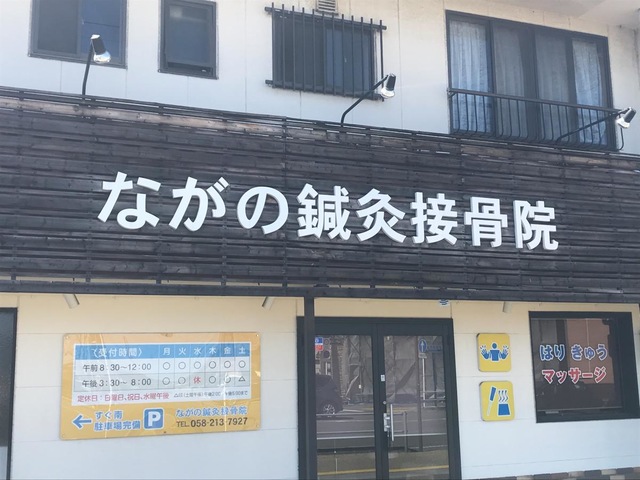 ながの鍼灸接骨院
〈受付時間〉 月 火 水 木 金 土
午前8:30~12:00 ○ ○ ○ ○ ○ ○
午後3:30~8:00 ○ ○ 休 ○ ○ △
定休日:日曜日、祝日、水曜午後
← すぐ南
駐車場完備 P
ながの鍼灸接骨院
TEL.058-213-7927
はり きゅう
マッサージ